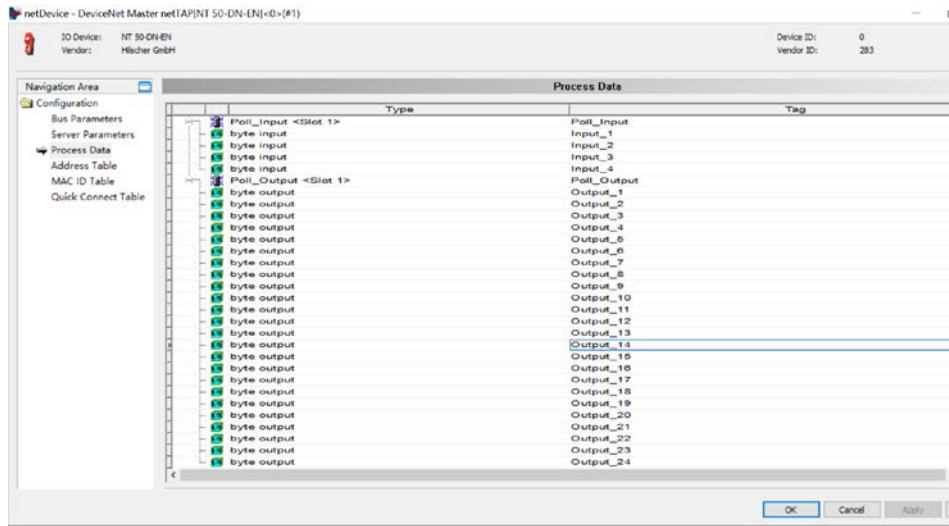 netDevice - DeviceNet Master netTAP[NT 50-DN-EN]<0>(#1)
IO Device: NT 50-DN-EN Device ID: 0
Vendor: Hilscher GmbH Vendor ID: 283
Navigation Area Process Data
Configuration
Bus Parameters
Server Parameters
Process Data
Address Table
MAC ID Table
Quick Connect Table
Type Tag
Poll_Input <Slot 1> Poll_Input
byte input Input_1
byte input Input_2
byte input Input_3
byte input Input_4
Poll_Output <Slot 1> Poll_Output
byte output Output_1
byte output Output_2
byte output Output_3
byte output Output_4
byte output Output_5
byte output Output_6
byte output Output_7
byte output Output_8
byte output Output_9
byte output Output_10
byte output Output_11
byte output Output_12
byte output Output_13
byte output Output_14
byte output Output_15
byte output Output_16
byte output Output_17
byte output Output_18
byte output Output_19
byte output Output_20
byte output Output_21
byte output Output_22
byte output Output_23
byte output Output_24
OK Cancel Apply